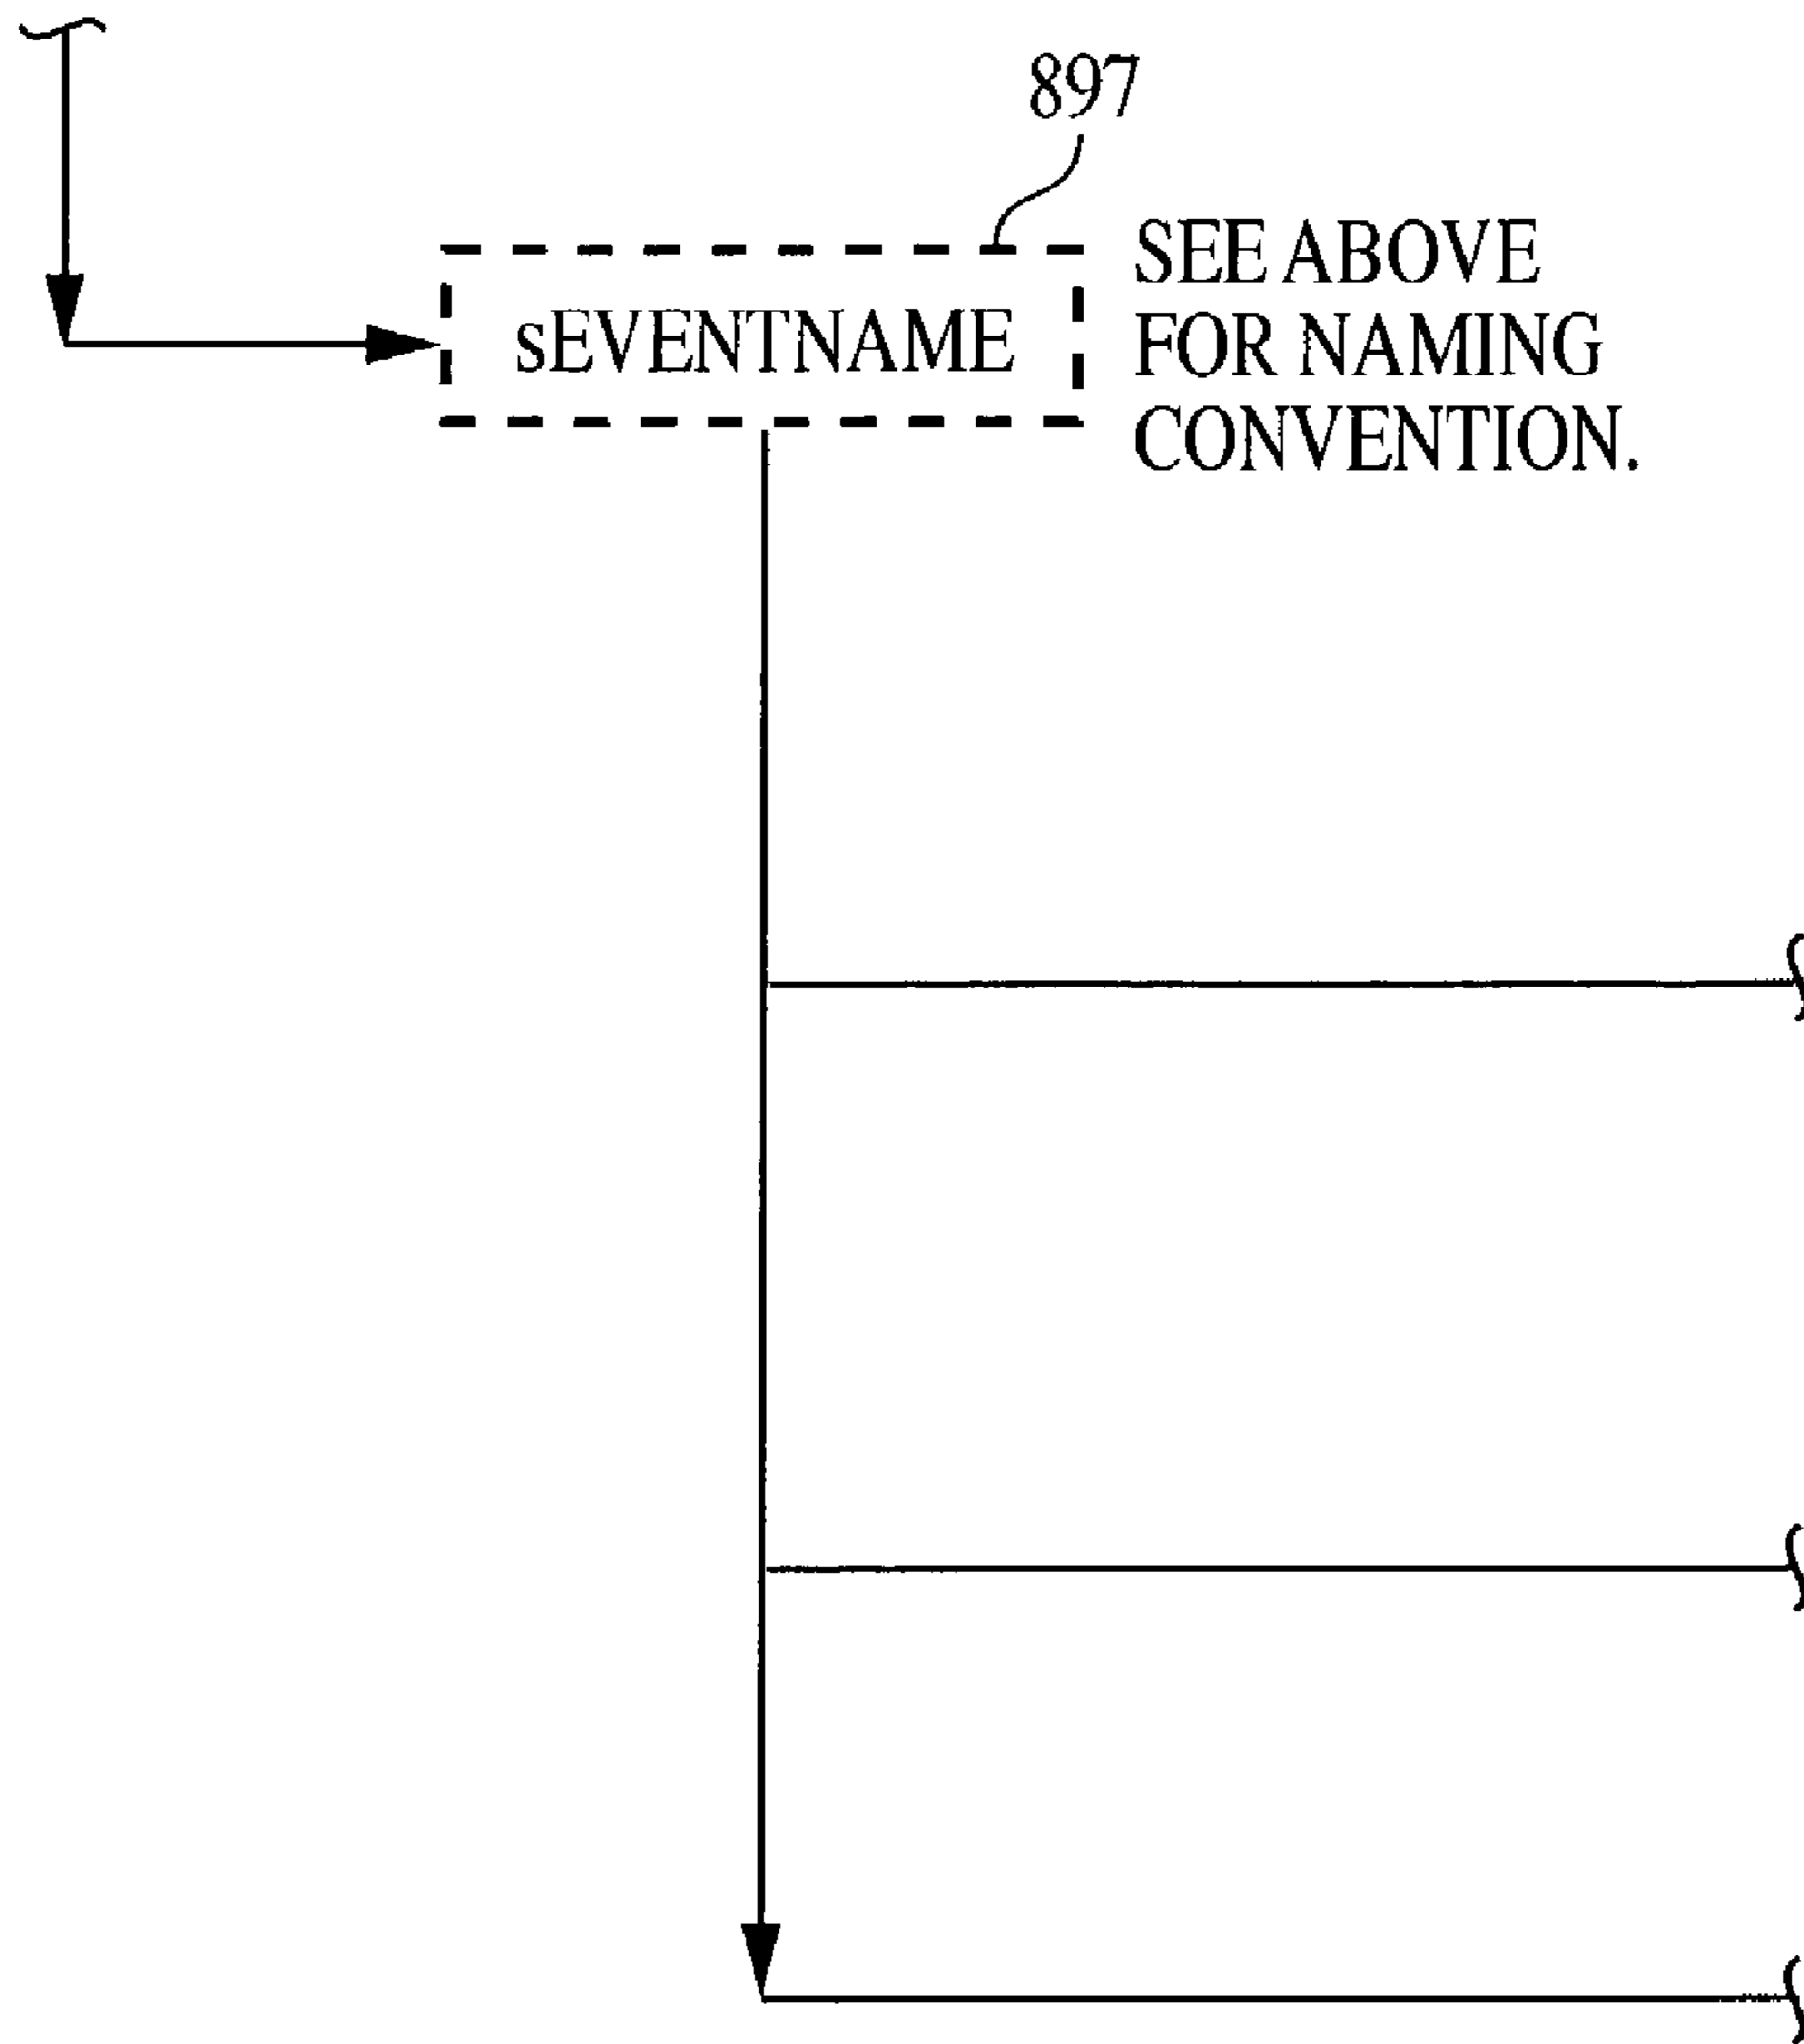 897
sEVENTNAME
SEE ABOVE
FOR NAMING
CONVENTION.